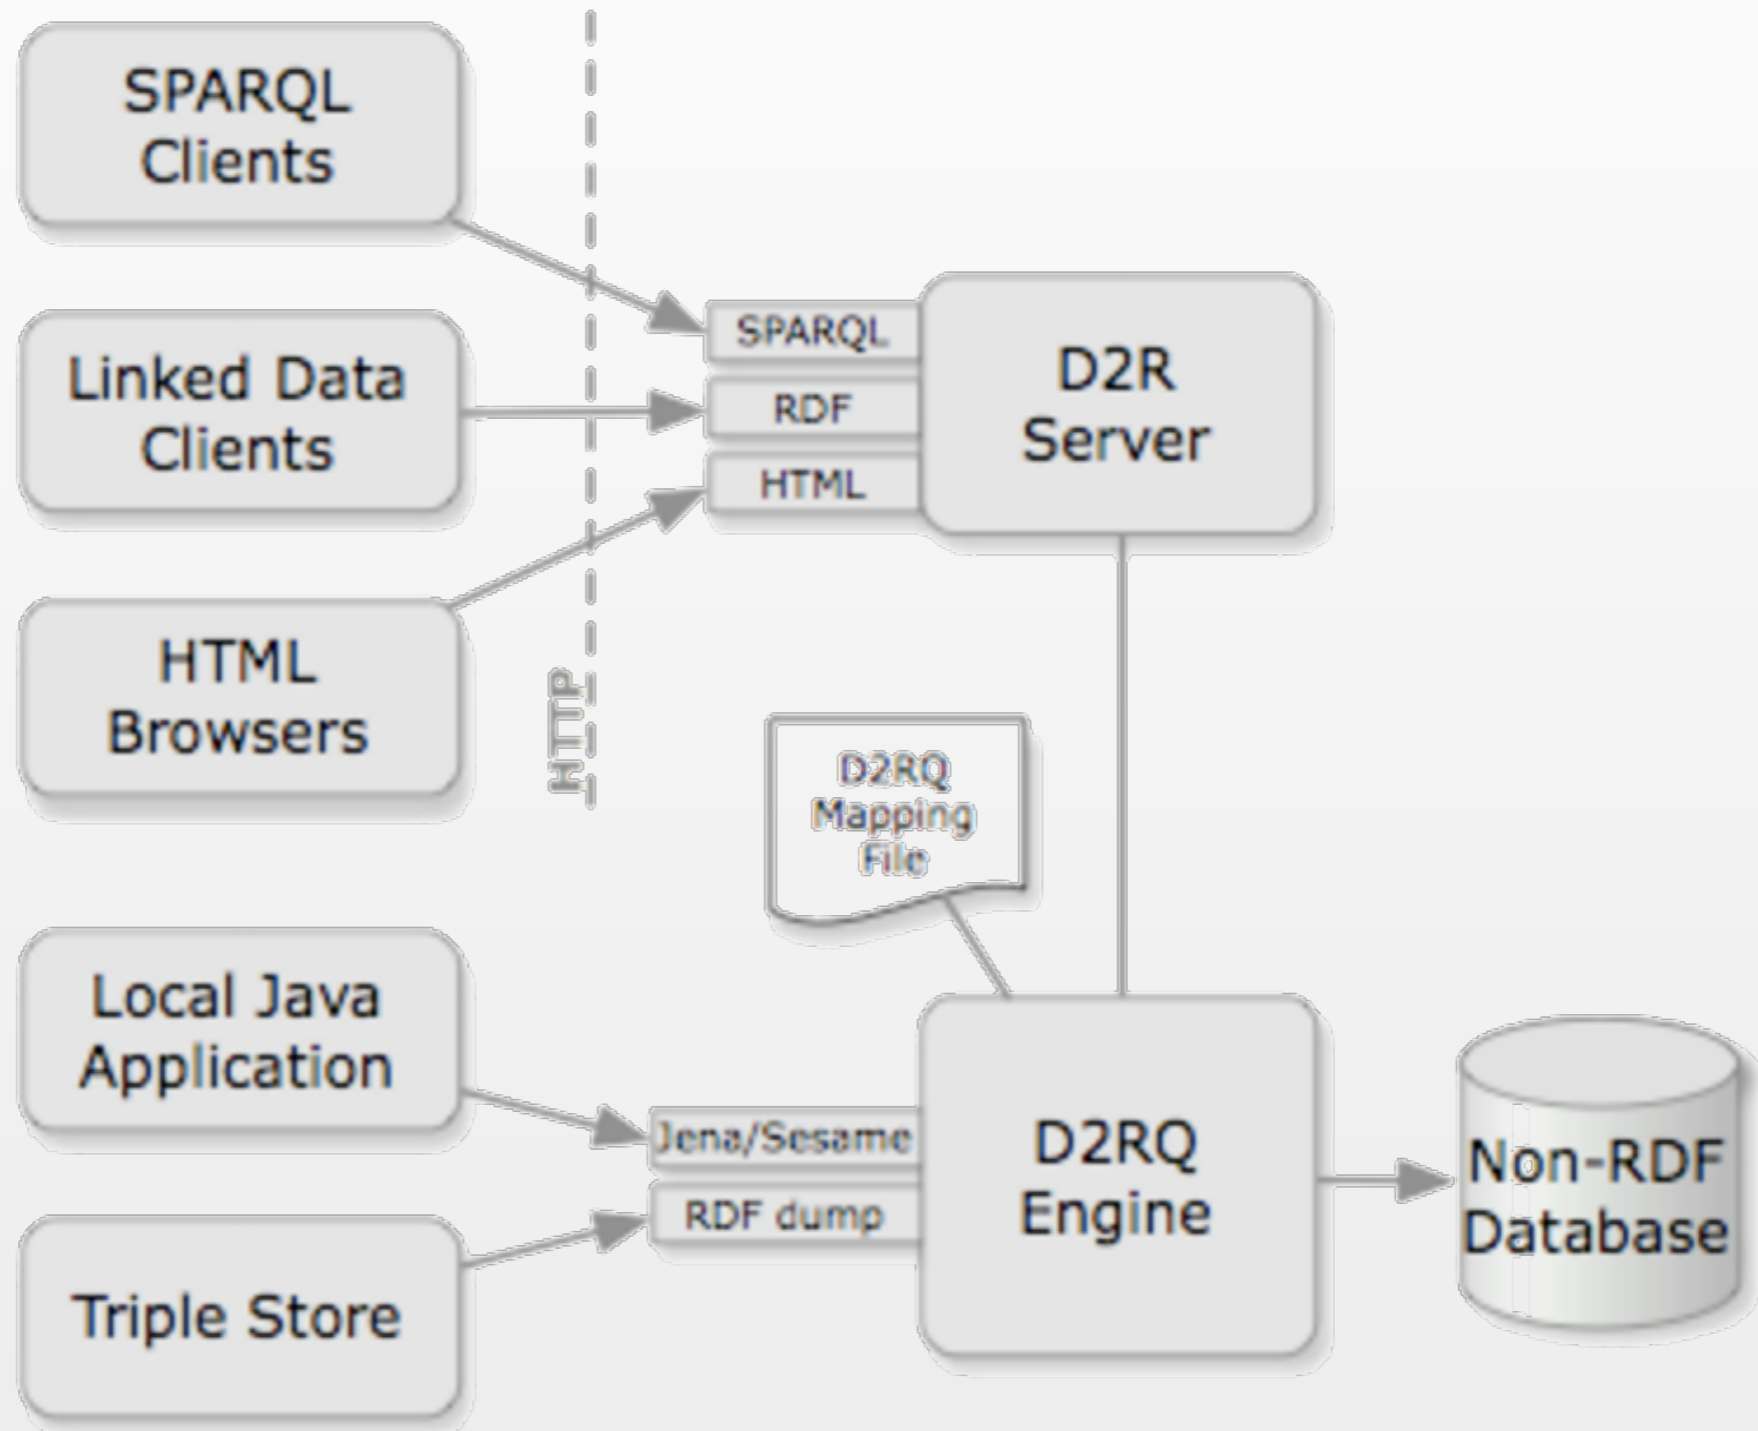 SPARQL
Clients
Linked Data
Clients
HTML
Browsers
HTTP
SPARQL
RDF
HTML
D2R
Server
D2RQ
Mapping
File
Local Java
Application
Triple Store
Jena/Sesame
RDF dump
D2RQ
Engine
Non-RDF
Database